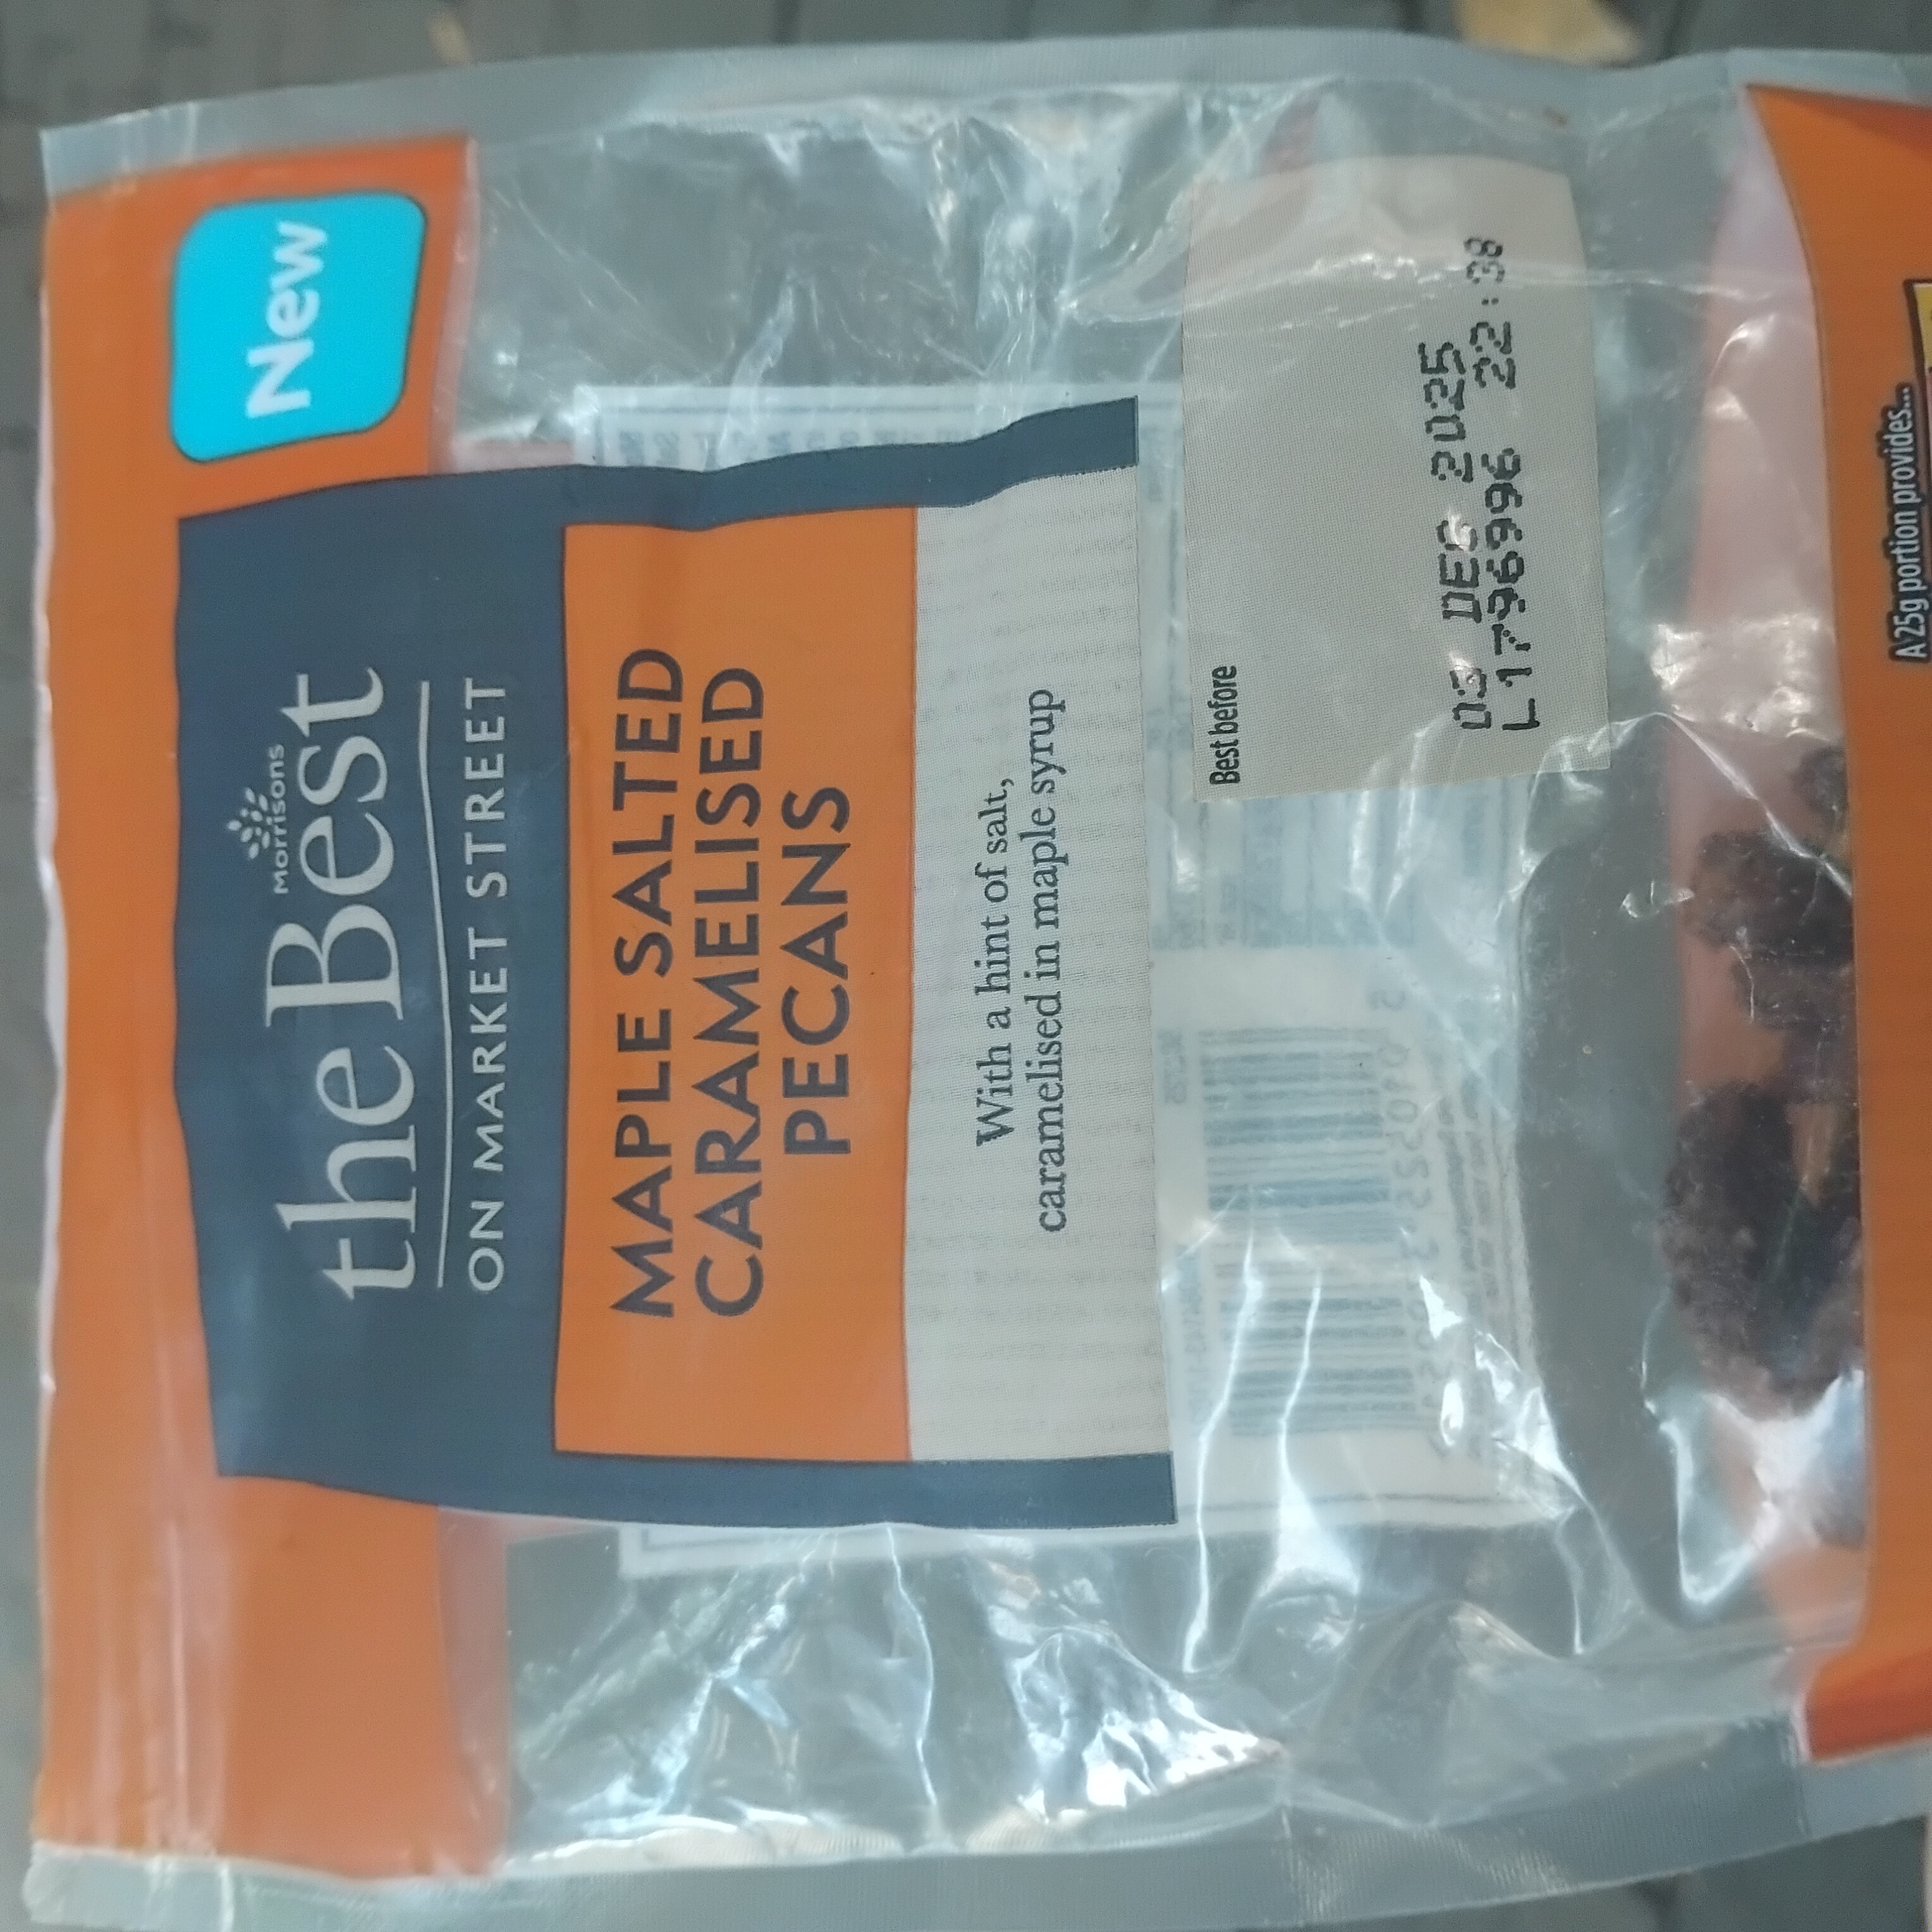 New
Morrisons
the Best
ON MARKET STREET
MAPLE SALTED
CARAMELISED
PECANS
With a hint of salt,
caramelised in maple syrup
Best before
03 DEC 2025
L1796996 22:38
A 25g portion provides...